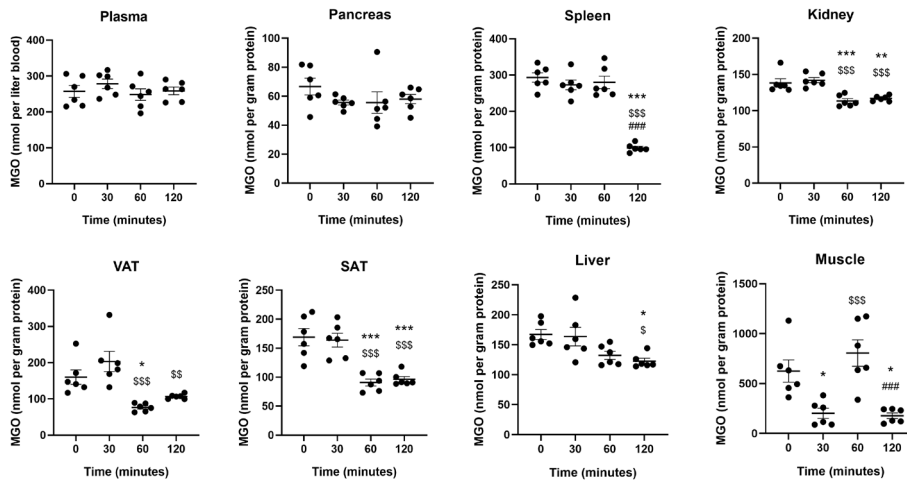 Plasma
MGO (nmol per liter blood)
400
300
200
100
0
0 30 60 120
Time (minutes)
Pancreas
MGO (nmol per gram protein)
100
80
60
40
20
0
0 30 60 120
Time (minutes)
Spleen
MGO (nmol per gram protein)
500
400
300
200
100
0
***
$$$
###
0 30 60 120
Time (minutes)
Kidney
MGO (nmol per gram protein)
200
150
100
50
0
*** **
$$$ $$$
0 30 60 120
Time (minutes)
VAT
MGO (nmol per gram protein)
400
300
200
100
0
*
$$$ $$
0 30 60 120
Time (minutes)
SAT
MGO (nmol per gram protein)
250
200
150
100
50
0
*** ***
$$$ $$$
0 30 60 120
Time (minutes)
Liver
MGO (nmol per gram protein)
250
200
150
100
50
0
*
$
0 30 60 120
Time (minutes)
Muscle
MGO (nmol per gram protein)
1500
1000
500
0
$$$
* *
###
0 30 60 120
Time (minutes)